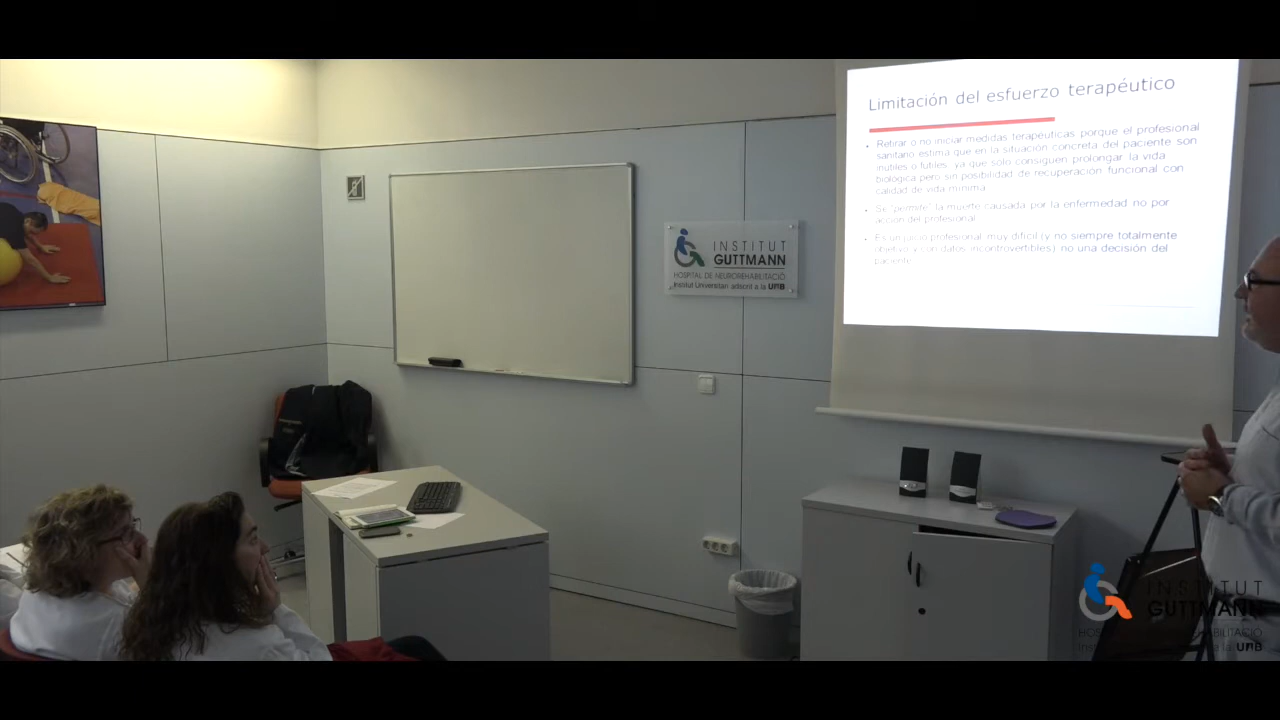 Limitación del esfuerzo terapéutico
Retirar o no iniciar medidas terapéuticas porque el profesional
sanitario estima que en la situación concreta del paciente son
inútiles o fútiles, ya que solo consiguen prolongar la vida
biológica pero sin posibilidad de recuperación funcional con
calidad de vida mínima.
Se "permite" la muerte causada por la enfermedad no por
acción del profesional.
Es un juicio profesional muy difícil (y no siempre totalmente
objetivo y con datos incontrovertibles) no una decisión del
paciente.
INSTITUT
GUTTMANN
HOSPITAL DE NEUROREHABILITACIÓ
Institut Universitari adscrit a la UAB
INSTITUT
GUTTMANN
UAB